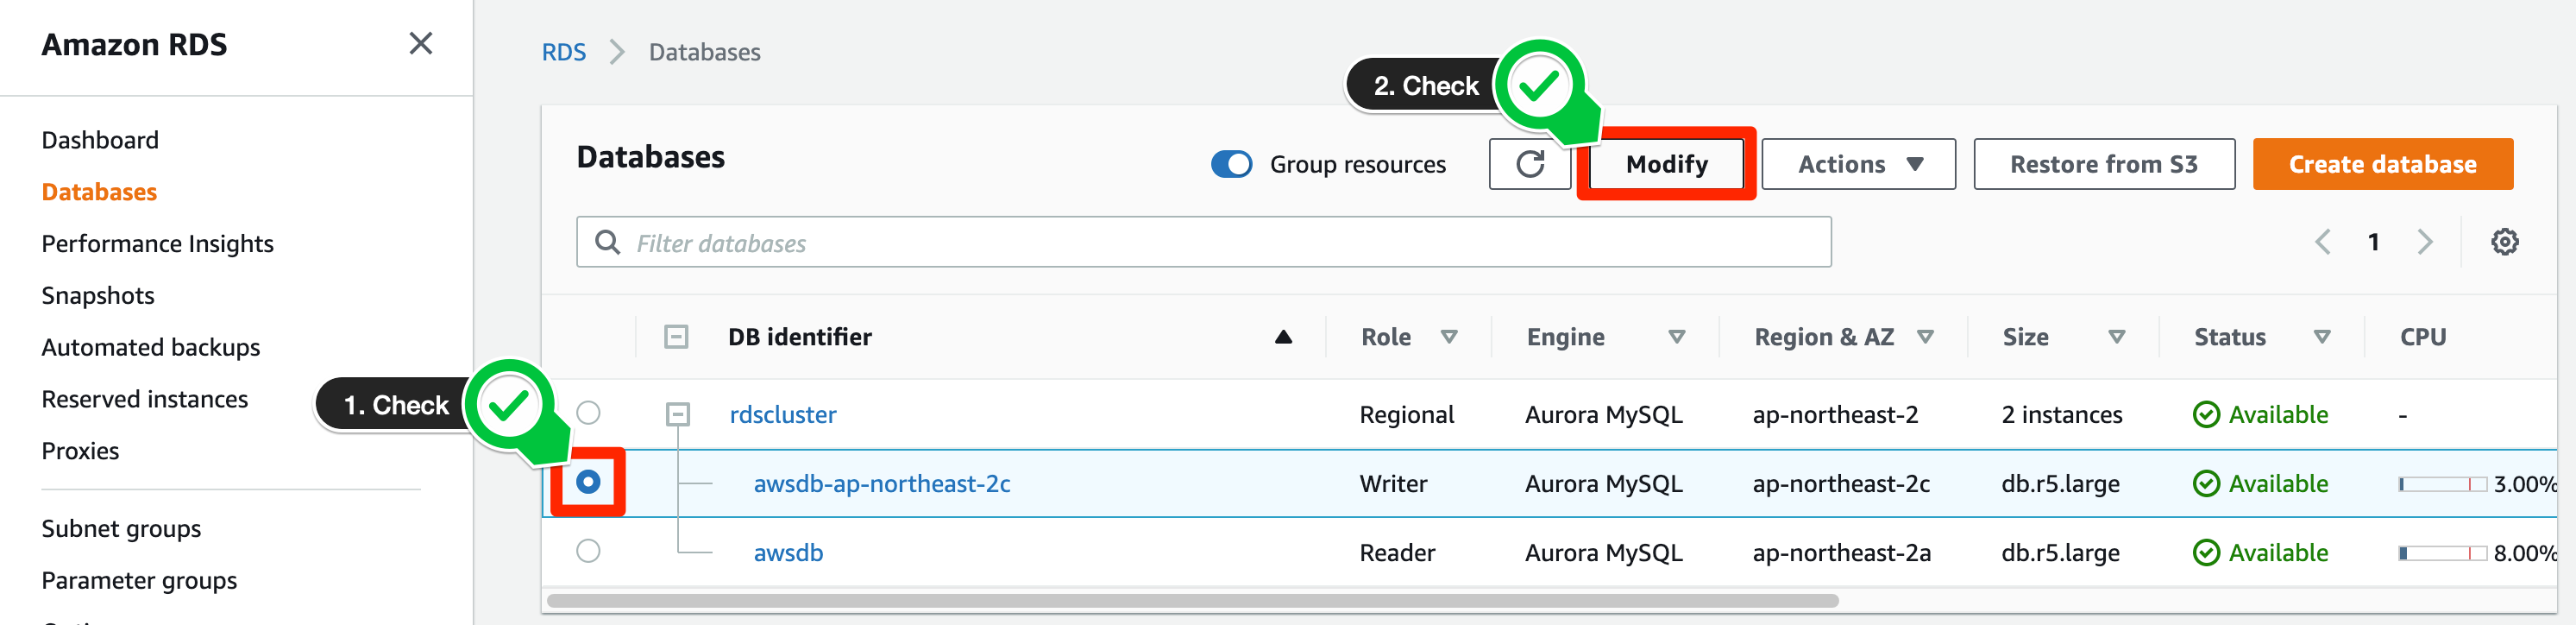 Amazon RDS
Dashboard
Databases
Performance Insights
Snapshots
Automated backups
Reserved instances
Proxies
Subnet groups
Parameter groups
RDS > Databases
2. Check
Databases
Group resources
Modify
Actions
Restore from S3
Create database
Filter databases
1
DB identifier Role Engine Region & AZ Size Status CPU
1. Check
rdscluster Regional Aurora MySQL ap-northeast-2 2 instances Available -
awsdb-ap-northeast-2c Writer Aurora MySQL ap-northeast-2c db.r5.large Available 3.00%
awsdb Reader Aurora MySQL ap-northeast-2a db.r5.large Available 8.00%